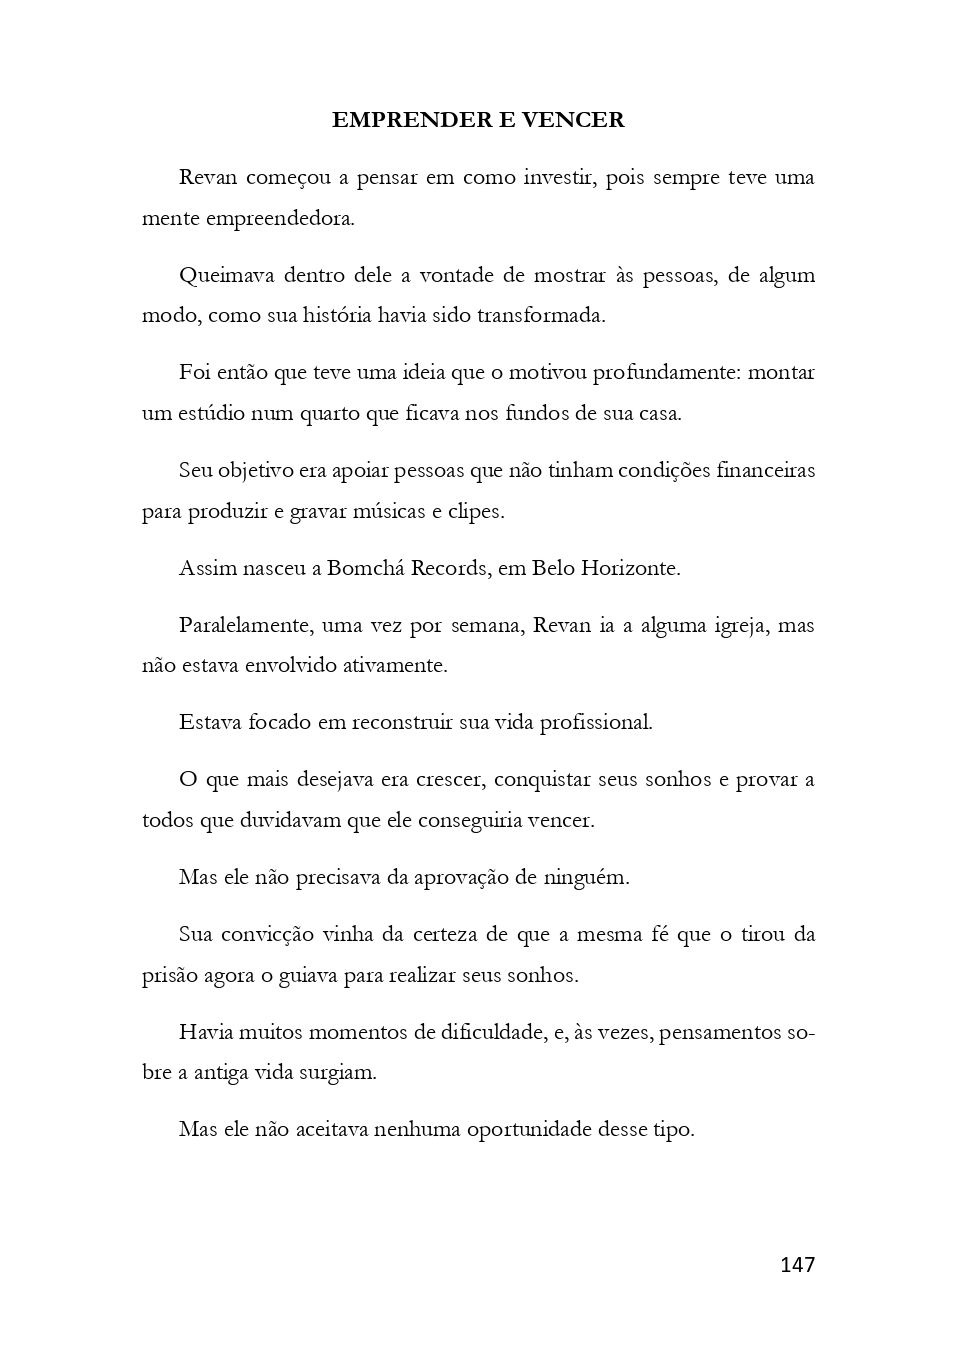 EMPRENDER E VENCER
Revan começou a pensar em como investir, pois sempre teve uma
mente empreendedora.
Queimava dentro dele a vontade de mostrar às pessoas, de algum
modo, como sua história havia sido transformada.
Foi então que teve uma ideia que o motivou profundamente: montar
um estúdio num quarto que ficava nos fundos de sua casa.
Seu objetivo era apoiar pessoas que não tinham condições financeiras
para produzir e gravar músicas e clipes.
Assim nasceu a Bomchá Records, em Belo Horizonte.
Paralelamente, uma vez por semana, Revan ia a alguma igreja, mas
não estava envolvido ativamente.
Estava focado em reconstruir sua vida profissional.
O que mais desejava era crescer, conquistar seus sonhos e provar a
todos que duvidavam que ele conseguiria vencer.
Mas ele não precisava da aprovação de ninguém.
Sua convicção vinha da certeza de que a mesma fé que o tirou da
prisão agora o guiava para realizar seus sonhos.
Havia muitos momentos de dificuldade, e, às vezes, pensamentos so-
bre a antiga vida surgiam.
Mas ele não aceitava nenhuma oportunidade desse tipo.
147